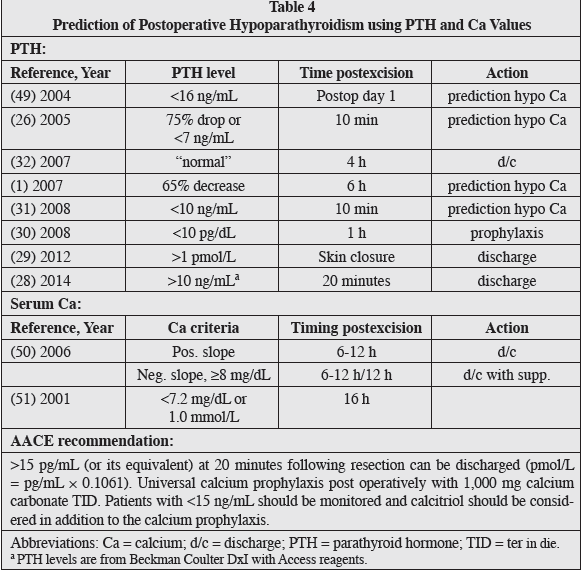 Table 4
Prediction of Postoperative Hypoparathyroidism using PTH and Ca Values
PTH:
Reference, Year PTH level Time postexcision Action
(49) 2004 <16 ng/mL Postop day 1 prediction hypo Ca
(26) 2005 75% drop or <7 ng/mL 10 min prediction hypo Ca
(32) 2007 “normal” 4 h d/c
(1) 2007 65% decrease 6 h prediction hypo Ca
(31) 2008 <10 ng/mL 10 min prediction hypo Ca
(30) 2008 <10 pg/dL 1 h prophylaxis
(29) 2012 >1 pmol/L Skin closure discharge
(28) 2014 >10 ng/mLª 20 minutes discharge
Serum Ca:
Reference, Year Ca criteria Timing postexcision Action
(50) 2006 Pos. slope 6-12 h d/c
Neg. slope, ≥8 mg/dL 6-12 h/12 h d/c with supp.
(51) 2001 <7.2 mg/dL or 1.0 mmol/L 16 h
AACE recommendation:
>15 pg/mL (or its equivalent) at 20 minutes following resection can be discharged (pmol/L
= pg/mL × 0.1061). Universal calcium prophylaxis post operatively with 1,000 mg calcium
carbonate TID. Patients with <15 ng/mL should be monitored and calcitriol should be consid-
ered in addition to the calcium prophylaxis.
Abbreviations: Ca = calcium; d/c = discharge; PTH = parathyroid hormone; TID = ter in die.
ª PTH levels are from Beckman Coulter DxI with Access reagents.